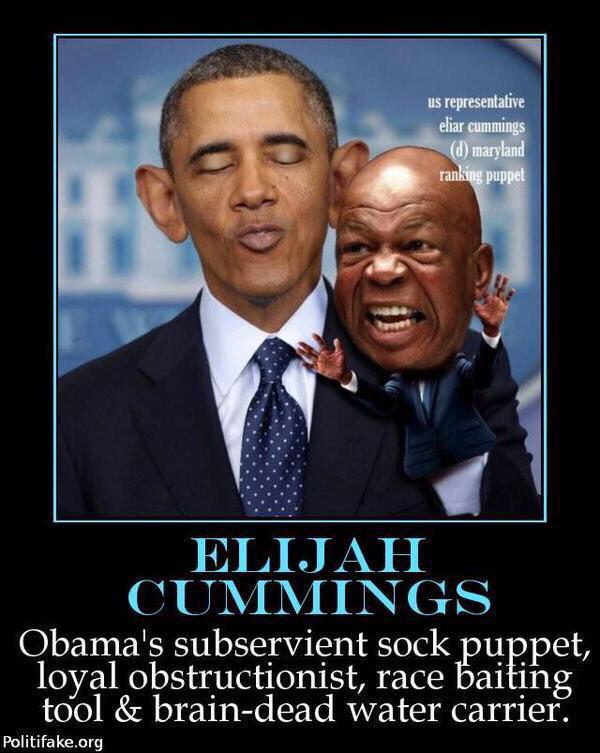 us representative
eliar cummings
(d) maryland
ranking puppet
ELIJAH
CUMMINGS
Obama's subservient sock puppet,
loyal obstructionist, race baiting
tool & brain-dead water carrier.
Politifake.org